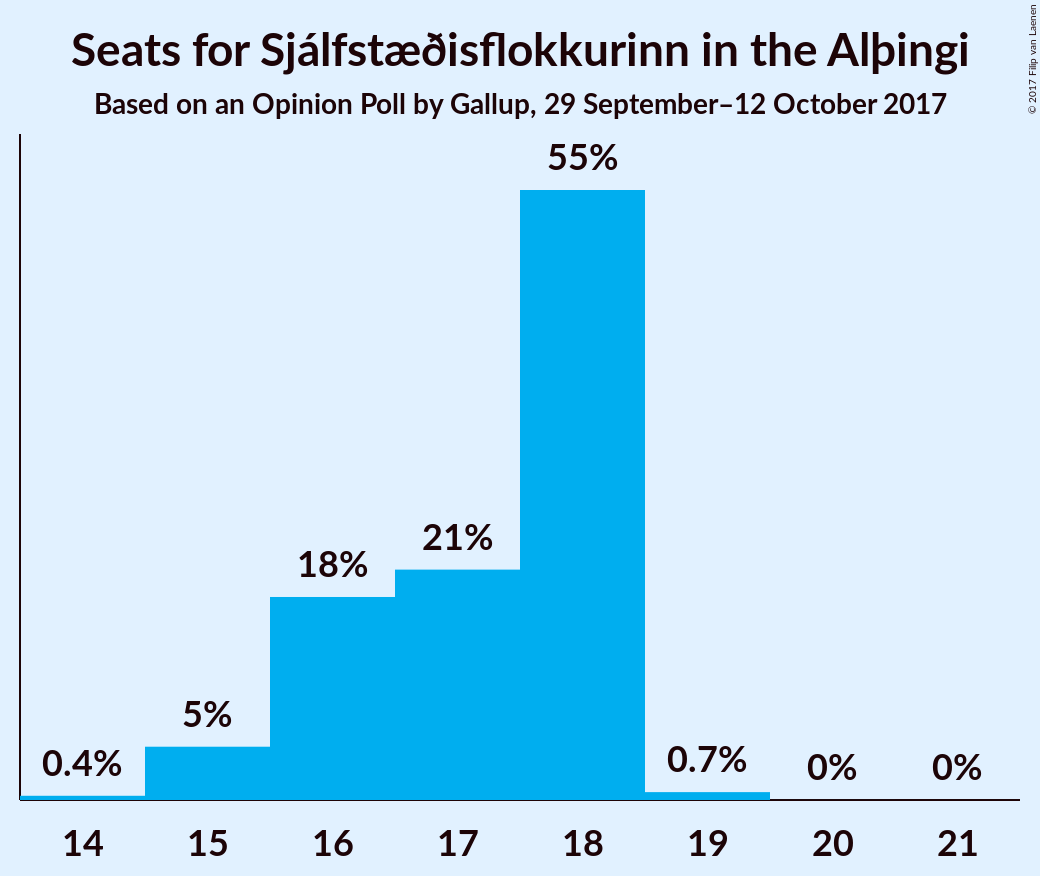 Seats for Sjálfstæðisflokkurinn in the Alþingi
Based on an Opinion Poll by Gallup, 29 September–12 October 2017
© 2017 Filip van Laenen
55%
21%
18%
5%
0.4%
0.7%
0%
0%
14 15 16 17 18 19 20 21